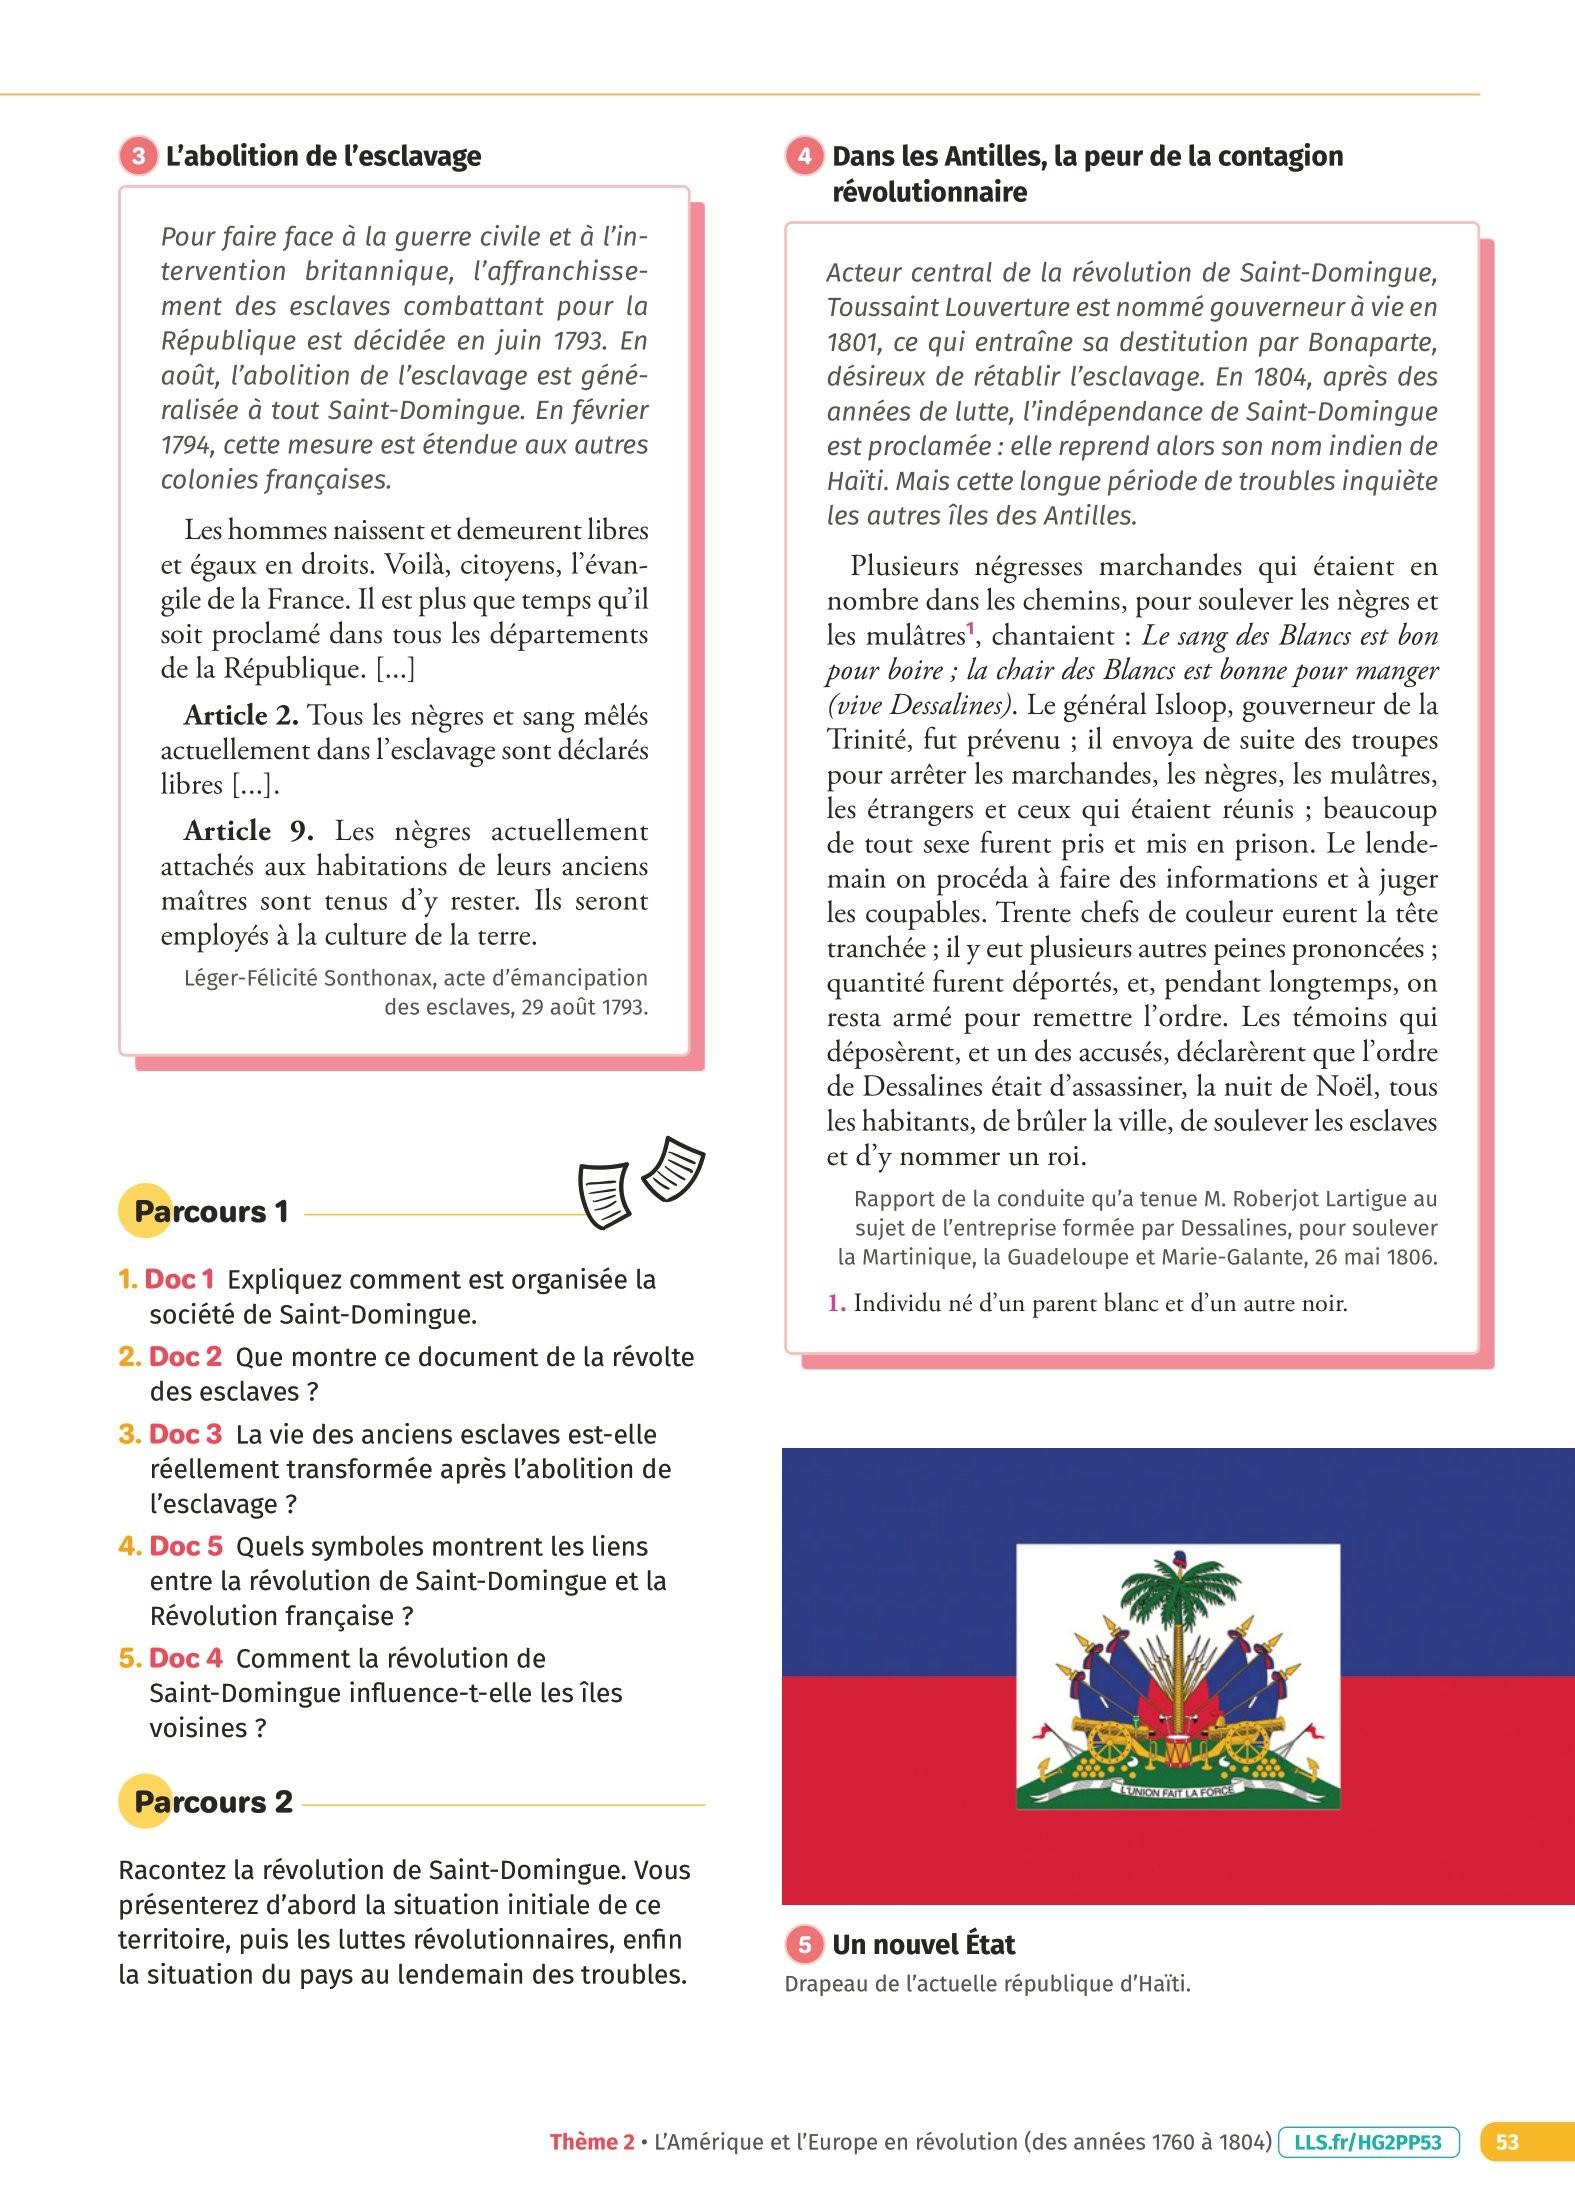 3 L’abolition de l’esclavage
Pour faire face à la guerre civile et à l’in-
tervention britannique, l’affranchisse-
ment des esclaves combattant pour la
République est décidée en juin 1793. En
août, l’abolition de l’esclavage est géné-
ralisée à tout Saint-Domingue. En février
1794, cette mesure est étendue aux autres
colonies françaises.
Les hommes naissent et demeurent libres
et égaux en droits. Voilà, citoyens, l’évan-
gile de la France. Il est plus que temps qu’il
soit proclamé dans tous les départements
de la République. [...]
Article 2. Tous les nègres et sang mêlés
actuellement dans l’esclavage sont déclarés
libres [...].
Article 9. Les nègres actuellement
attachés aux habitations de leurs anciens
maîtres sont tenus d’y rester. Ils seront
employés à la culture de la terre.
Léger-Félicité Sonthonax, acte d’émancipation
des esclaves, 29 août 1793.
Parcours 1
1. Doc 1 Expliquez comment est organisée la
société de Saint-Domingue.
2. Doc 2 Que montre ce document de la révolte
des esclaves ?
3. Doc 3 La vie des anciens esclaves est-elle
réellement transformée après l’abolition de
l’esclavage ?
4. Doc 5 Quels symboles montrent les liens
entre la révolution de Saint-Domingue et la
Révolution française ?
5. Doc 4 Comment la révolution de
Saint-Domingue influence-t-elle les îles
voisines ?
Parcours 2
Racontez la révolution de Saint-Domingue. Vous
présenterez d’abord la situation initiale de ce
territoire, puis les luttes révolutionnaires, enfin
la situation du pays au lendemain des troubles.
4 Dans les Antilles, la peur de la contagion
révolutionnaire
Acteur central de la révolution de Saint-Domingue,
Toussaint Louverture est nommé gouverneur à vie en
1801, ce qui entraîne sa destitution par Bonaparte,
désireux de rétablir l’esclavage. En 1804, après des
années de lutte, l’indépendance de Saint-Domingue
est proclamée : elle reprend alors son nom indien de
Haïti. Mais cette longue période de troubles inquiète
les autres îles des Antilles.
Plusieurs négresses marchandes qui étaient en
nombre dans les chemins, pour soulever les nègres et
les mulâtres1, chantaient : Le sang des Blancs est bon
pour boire ; la chair des Blancs est bonne pour manger
(vive Dessalines). Le général Isloop, gouverneur de la
Trinité, fut prévenu ; il envoya de suite des troupes
pour arrêter les marchandes, les nègres, les mulâtres,
les étrangers et ceux qui étaient réunis ; beaucoup
de tout sexe furent pris et mis en prison. Le lende-
main on procéda à faire des informations et à juger
les coupables. Trente chefs de couleur eurent la tête
tranchée ; il y eut plusieurs autres peines prononcées ;
quantité furent déportés, et, pendant longtemps, on
resta armé pour remettre l’ordre. Les témoins qui
déposèrent, et un des accusés, déclarèrent que l’ordre
de Dessalines était d’assassiner, la nuit de Noël, tous
les habitants, de brûler la ville, de soulever les esclaves
et d’y nommer un roi.
Rapport de la conduite qu’a tenue M. Roberjot Lartigue au
sujet de l’entreprise formée par Dessalines, pour soulever
la Martinique, la Guadeloupe et Marie-Galante, 26 mai 1806.
1. Individu né d’un parent blanc et d’un autre noir.
L’UNION FAIT LA FORCE
5 Un nouvel État
Drapeau de l’actuelle république d’Haïti.
Thème 2 • L’Amérique et l’Europe en révolution (des années 1760 à 1804) LLS.fr/HG2PP53 53